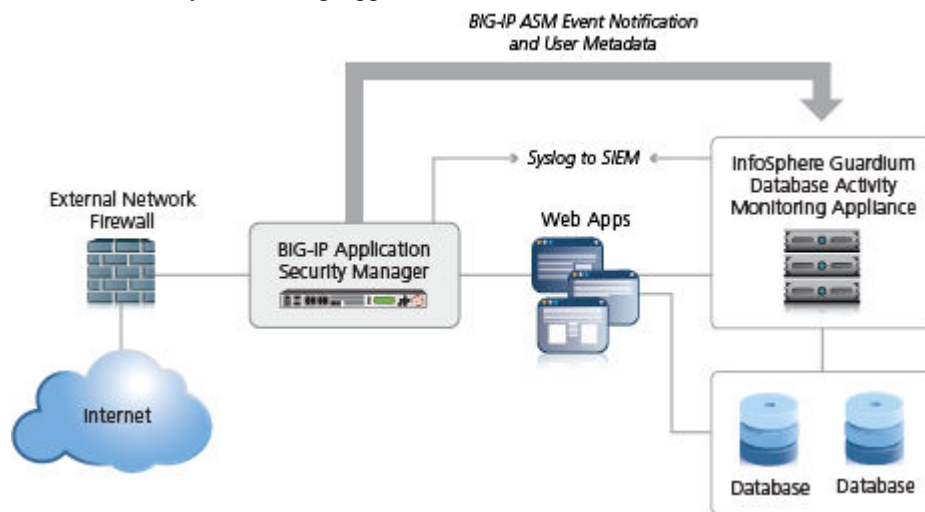 BIG-IP ASM Event Notification
and User Metadata
Syslog to SIEM
InfoSphere Guardium
Database Activity
Monitoring Appliance
External Network
Firewall
Web Apps
BIG-IP Application
Security Manager
Internet
Database
Database